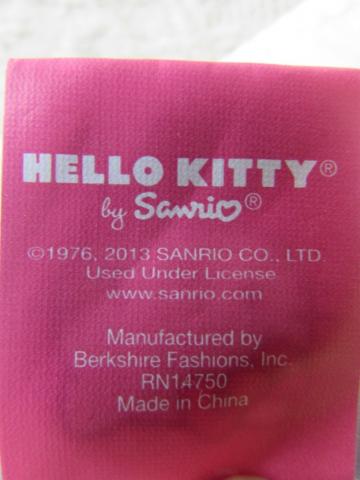 HELLO KITTY®
by Sanrio®
©1976, 2013 SANRIO CO., LTD.
Used Under License
www.sanrio.com
Manufactured by
Berkshire Fashions, Inc.
RN14750
Made in China